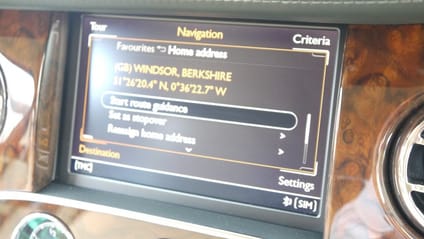 Tour
Navigation
Criteria
Favourites Home address
(GB) WINDSOR, BERKSHIRE
51°26'20.4" N, 0°36'22.7" W
Start route guidance
Set as stopover
Reassign home address
Destination
Settings
(TMC)
(SIM)